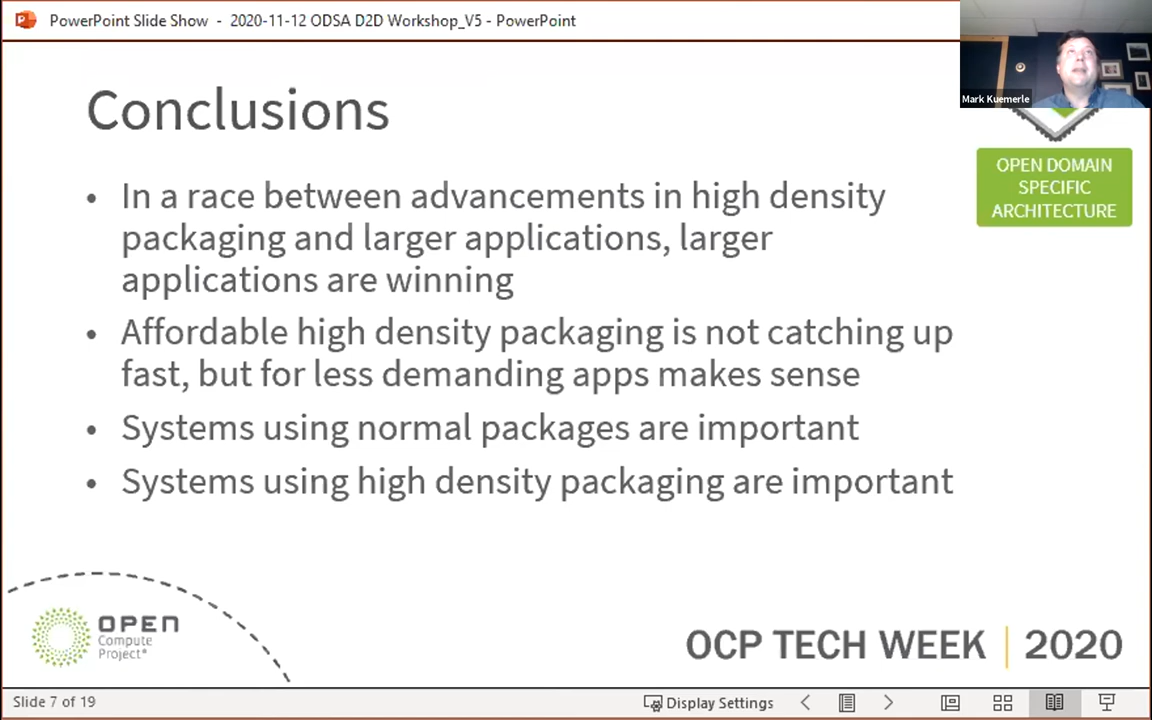 PowerPoint Slide Show - 2020-11-12 ODSA D2D Workshop_V5 - PowerPoint
Mark Kuemerle
Conclusions
OPEN DOMAIN
SPECIFIC
ARCHITECTURE
• In a race between advancements in high density
packaging and larger applications, larger
applications are winning
• Affordable high density packaging is not catching up
fast, but for less demanding apps makes sense
• Systems using normal packages are important
• Systems using high density packaging are important
OPEN
Compute
Project®
OCP TECH WEEK | 2020
Slide 7 of 19
Display Settings